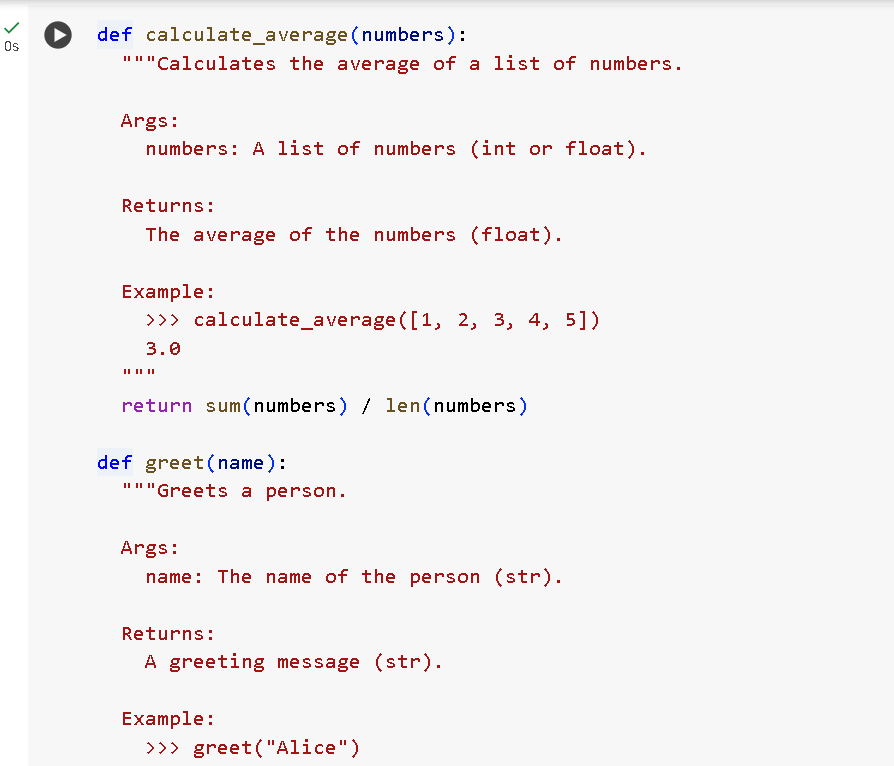 0s
def calculate_average(numbers):
"""Calculates the average of a list of numbers.
Args:
numbers: A list of numbers (int or float).
Returns:
The average of the numbers (float).
Example:
>>> calculate_average([1, 2, 3, 4, 5])
3.0
"""
return sum(numbers) / len(numbers)
def greet(name):
"""Greets a person.
Args:
name: The name of the person (str).
Returns:
A greeting message (str).
Example:
>>> greet("Alice")